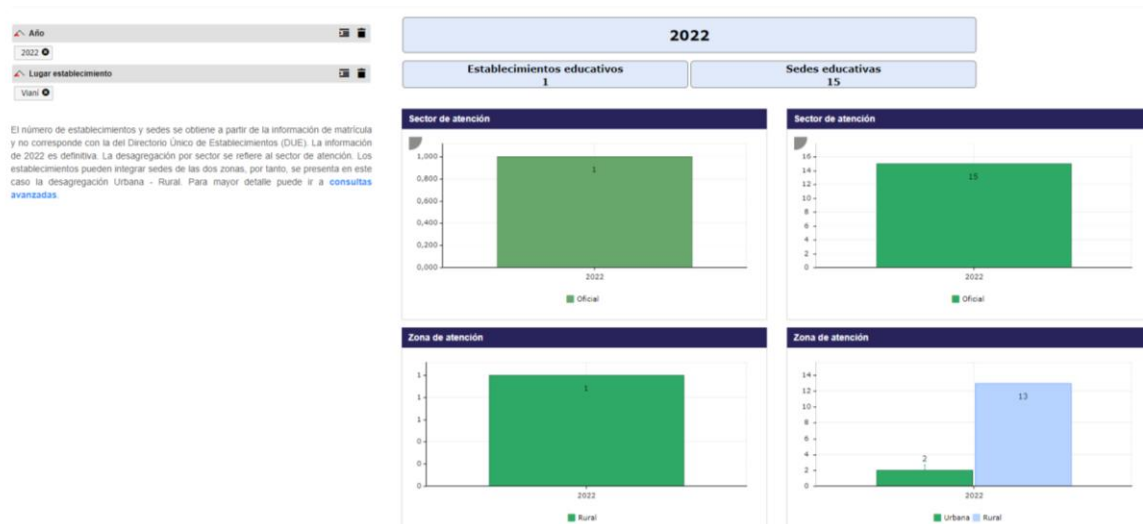 Año
2022
Lugar establecimiento
Vianí
El número de establecimientos y sedes se obtiene a partir de la información de matrícula
y no corresponde con la del Directorio Único de Establecimientos (DUE). La información
de 2022 es definitiva. La desagregación por sector se refiere al sector de atención. Los
establecimientos pueden integrar sedes de las dos zonas, por tanto, se presenta en este
caso la desagregación Urbana - Rural. Para mayor detalle puede ir a consultas
avanzadas.
2022
Establecimientos educativos
1
Sedes educativas
15
Sector de atención
1,000
0,800
0,600
0,400
0,200
0,000
1
2022
Oficial
Sector de atención
16
14
12
10
8
6
4
2
0
15
2022
Oficial
Zona de atención
1
1
1
0
0
0
1
2022
Rural
Zona de atención
14
12
10
8
6
4
2
0
2
13
2022
Urbana Rural